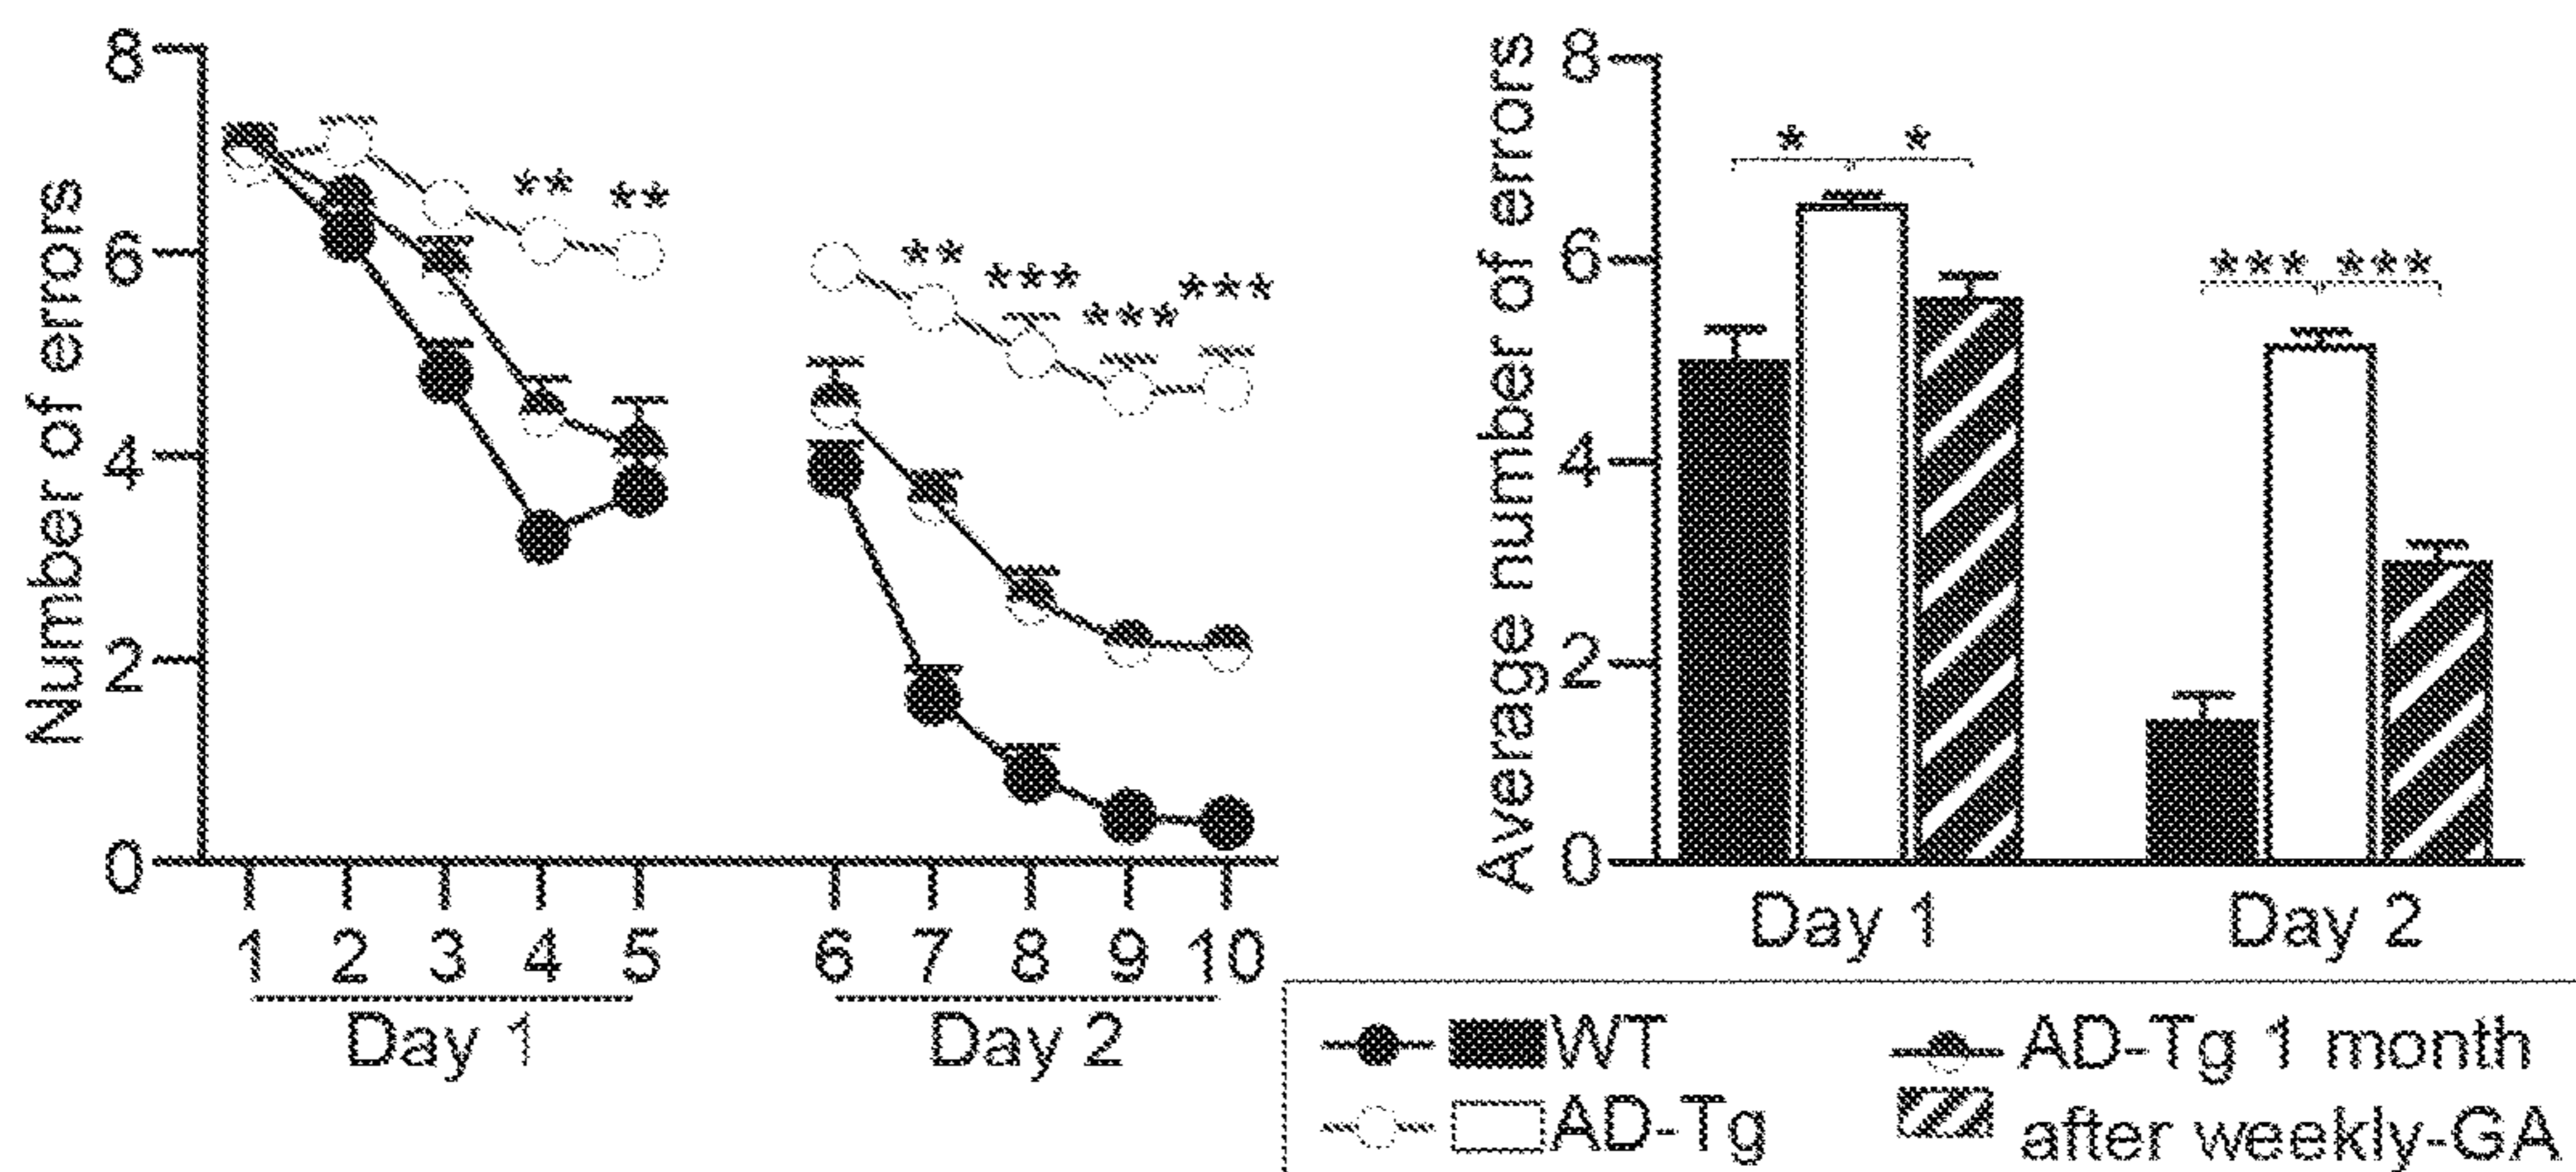 Number of errors
8
6
4
2
0
** **
** *** *** ***
1 2 3 4 5 6 7 8 9 10
Day 1 Day 2
Average number of errors
8
6
4
2
0
* *
*** ***
Day 1 Day 2
WT
AD-Tg
AD-Tg 1 month
after weekly-GA